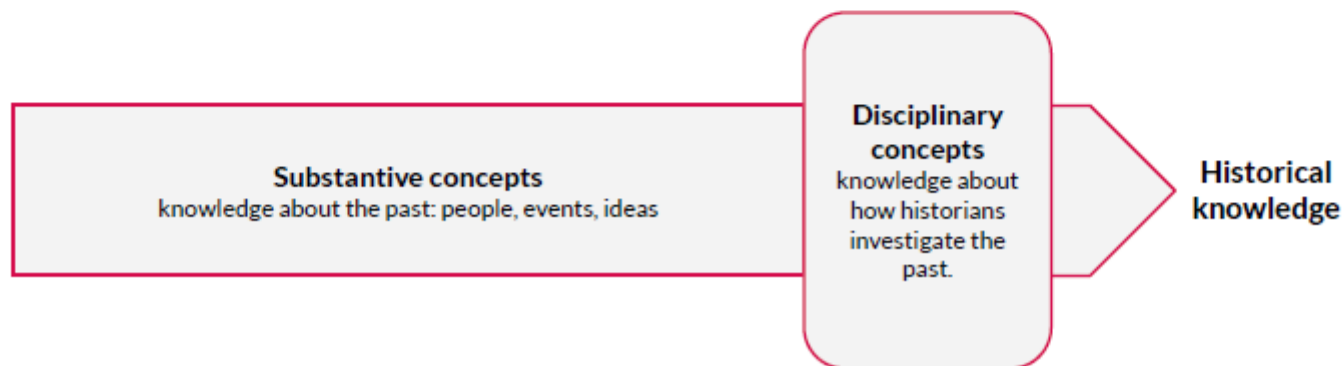 Substantive concepts
knowledge about the past: people, events, ideas
Disciplinary
concepts
knowledge about
how historians
investigate the
past.
Historical
knowledge